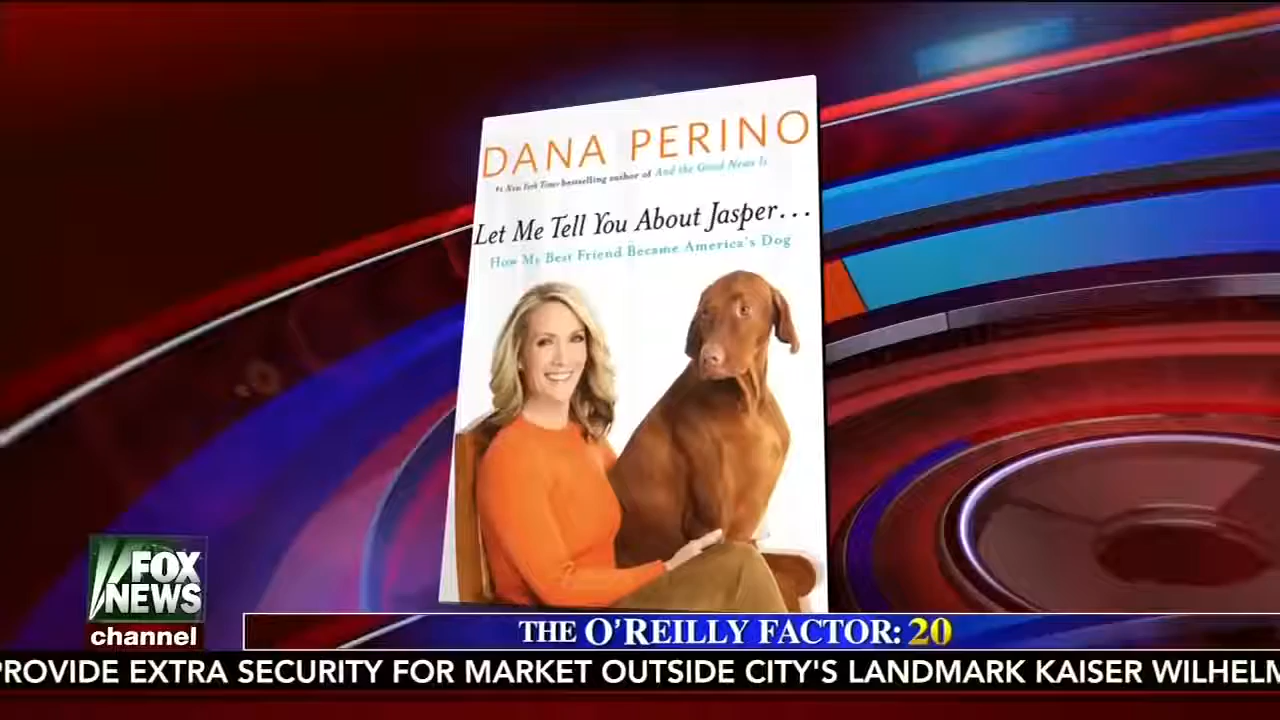 DANA PERINO
#1 New York Times bestselling author of And the Good News Is
Let Me Tell You About Jasper...
How My Best Friend Became America's Dog
FOX
NEWS
channel
THE O'REILLY FACTOR: 20
PROVIDE EXTRA SECURITY FOR MARKET OUTSIDE CITY'S LANDMARK KAISER WILHELM